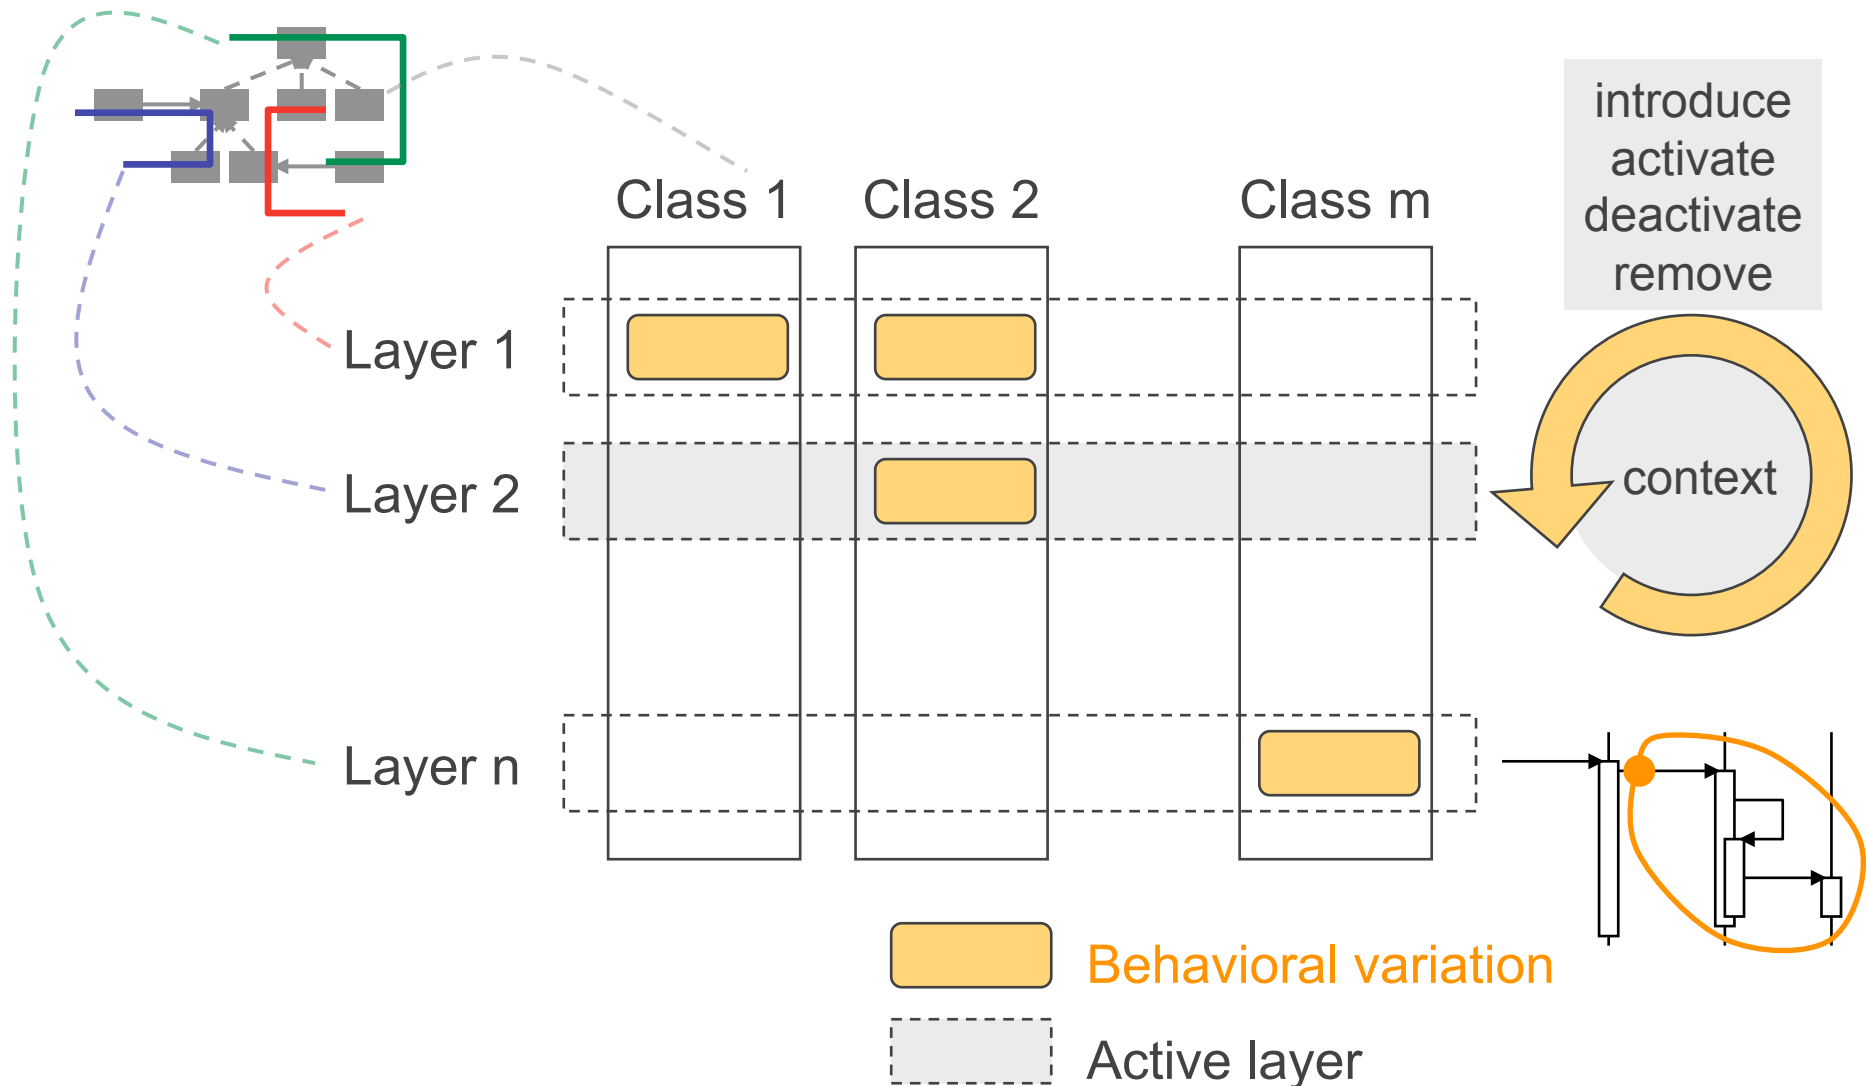 introduce
activate
deactivate
remove
Class 1
Class 2
Class m
Layer 1
Layer 2
context
Layer n
Behavioral variation
Active layer